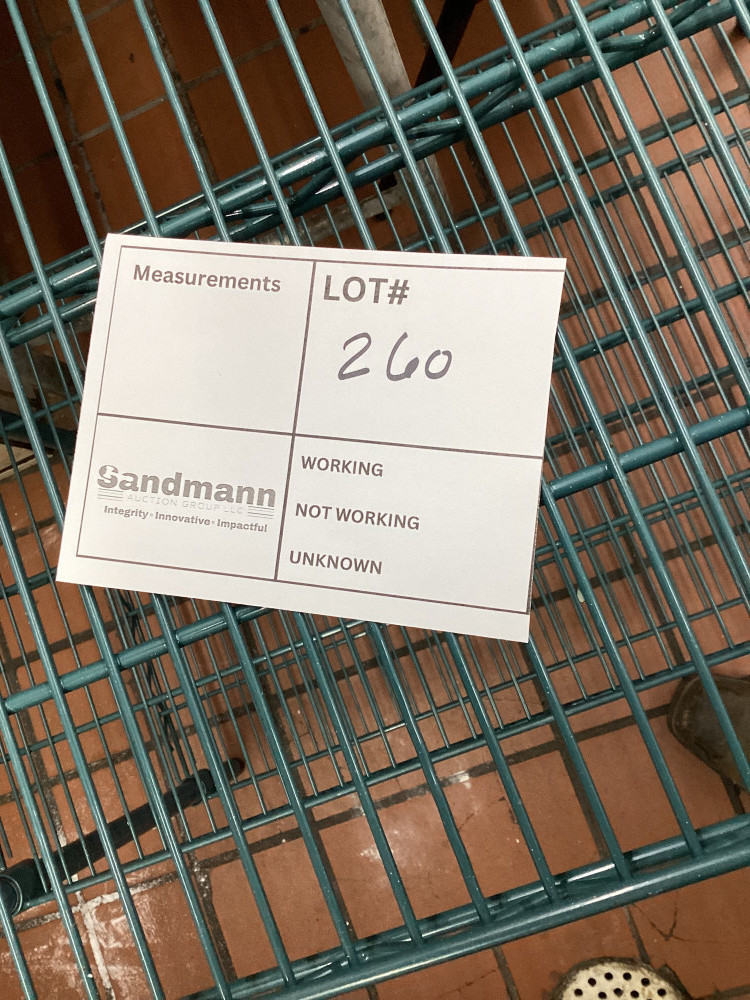 Measurements
LOT#
260
Sandmann
AUCTION GROUP LLC
Integrity • Innovative • Impactful
WORKING
NOT WORKING
UNKNOWN